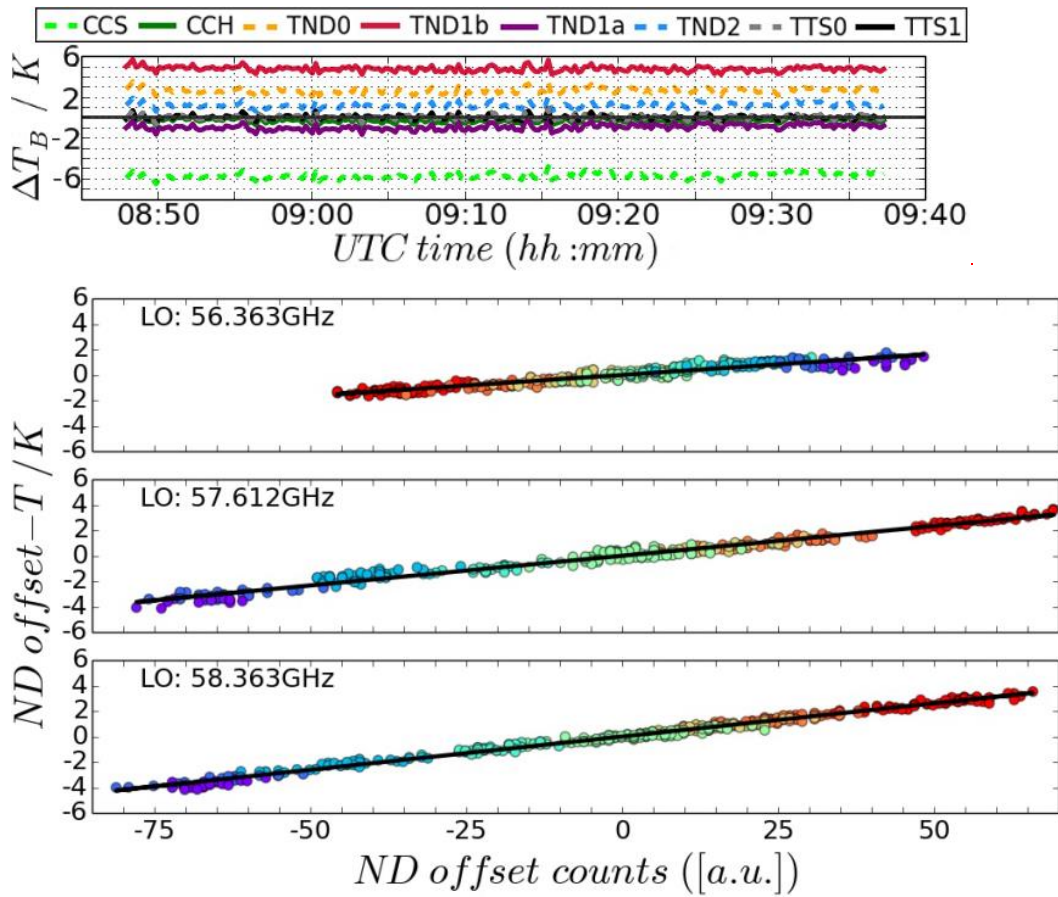 CCS CCH TND0 TND1b TND1a TND2 TTS0 TTS1
6
2
-2
-6
ΔT_B / K
08:50 09:00 09:10 09:20 09:30 09:40
UTC time (hh :mm)
LO: 56.363GHz
6
4
2
0
-2
-4
-6
LO: 57.612GHz
6
4
2
0
-2
-4
-6
LO: 58.363GHz
6
4
2
0
-2
-4
-6
ND offset−T / K
-75 -50 -25 0 25 50
ND offset counts ([a.u.])